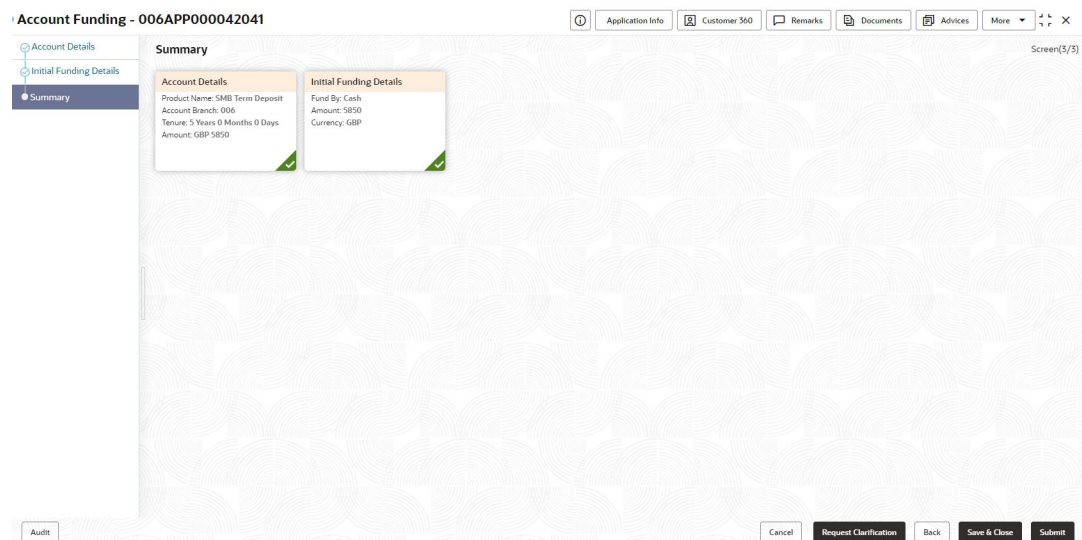 Account Funding - 006APP000042041
Application Info
Customer 360
Remarks
Documents
Advices
More
Account Details
Initial Funding Details
Summary
Summary
Screen(3/3)
Account Details
Product Name: SMB Term Deposit
Account Branch: 006
Tenure: 5 Years 0 Months 0 Days
Amount: GBP 5850
Initial Funding Details
Fund By: Cash
Amount: 5850
Currency: GBP
Audit
Cancel
Request Clarification
Back
Save & Close
Submit